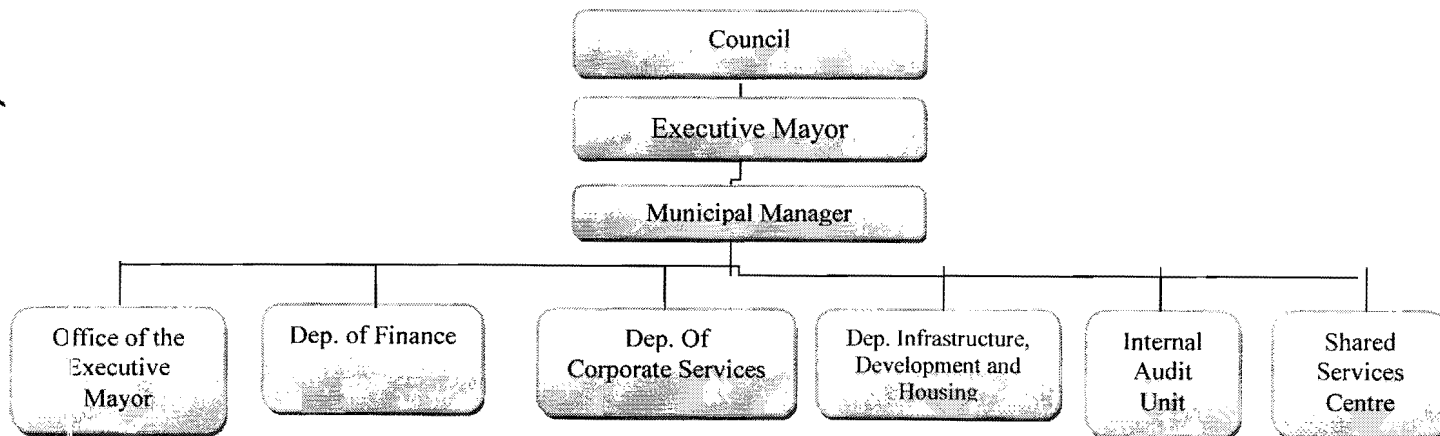 Council
Executive Mayor
Municipal Manager
Office of the
Executive
Mayor
Dep. of Finance
Dep. Of
Corporate Services
Dep. Infrastructure,
Development and
Housing
Internal
Audit
Unit
Shared
Services
Centre